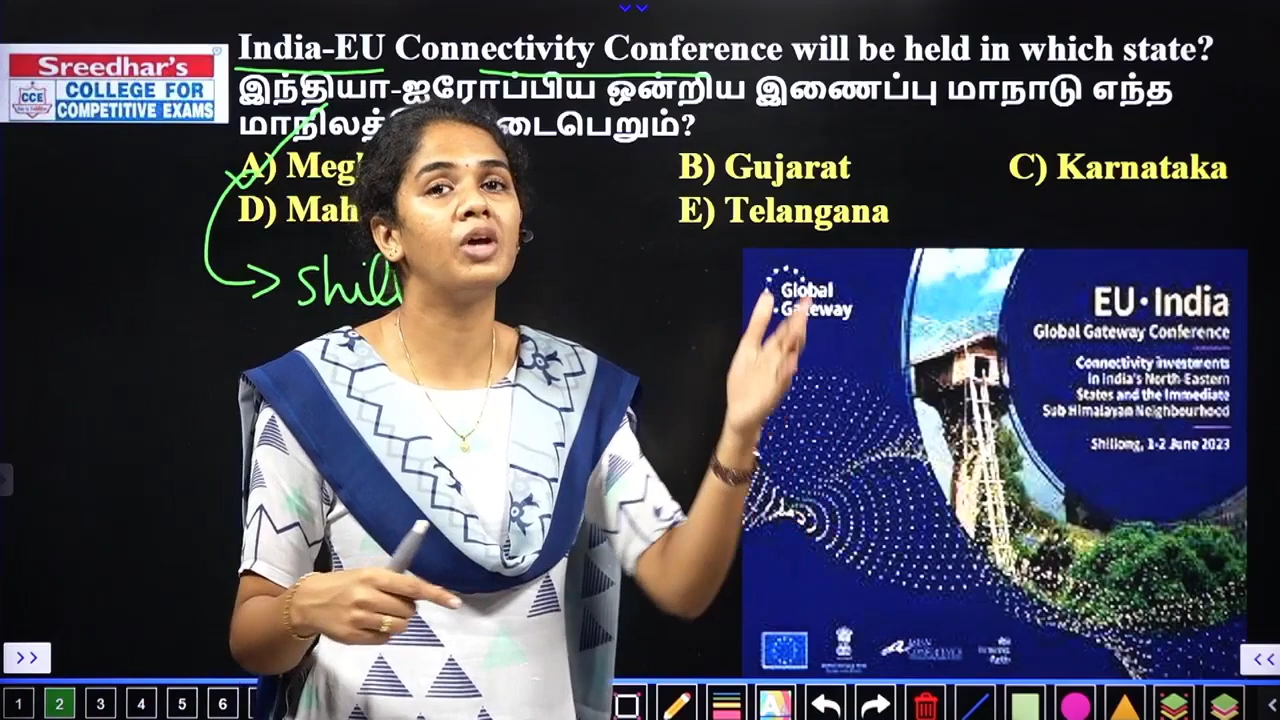 India-EU Connectivity Conference will be held in which state?
இந்தியா-ஐரோப்பிய ஒன்றிய இணைப்பு மாநாடு எந்த
டைபெறும்?
Sreedhar's
CCE
COLLEGE FOR
COMPETITIVE EXAMS
A) Meg
B) Gujarat
C) Karnataka
D) Mah
E) Telangana
Shill
Global
Gateway
EU·India
Global Gateway Conference
Connectivity investments
in India's North-Eastern
States and the Immediate
Sub Himalayan Neighbourhood
Shillong, 1-2 June 2023
>>
<<
1 2 3 4 5 6